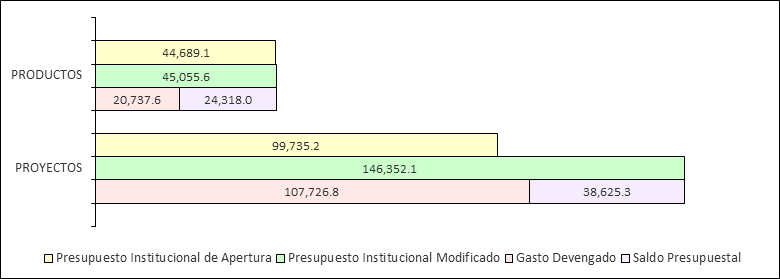 44,689.1
PRODUCTOS
45,055.6
20,737.6 24,318.0
99,735.2
PROYECTOS
146,352.1
107,726.8 38,625.3
Presupuesto Institucional de Apertura Presupuesto Institucional Modificado Gasto Devengado Saldo Presupuestal